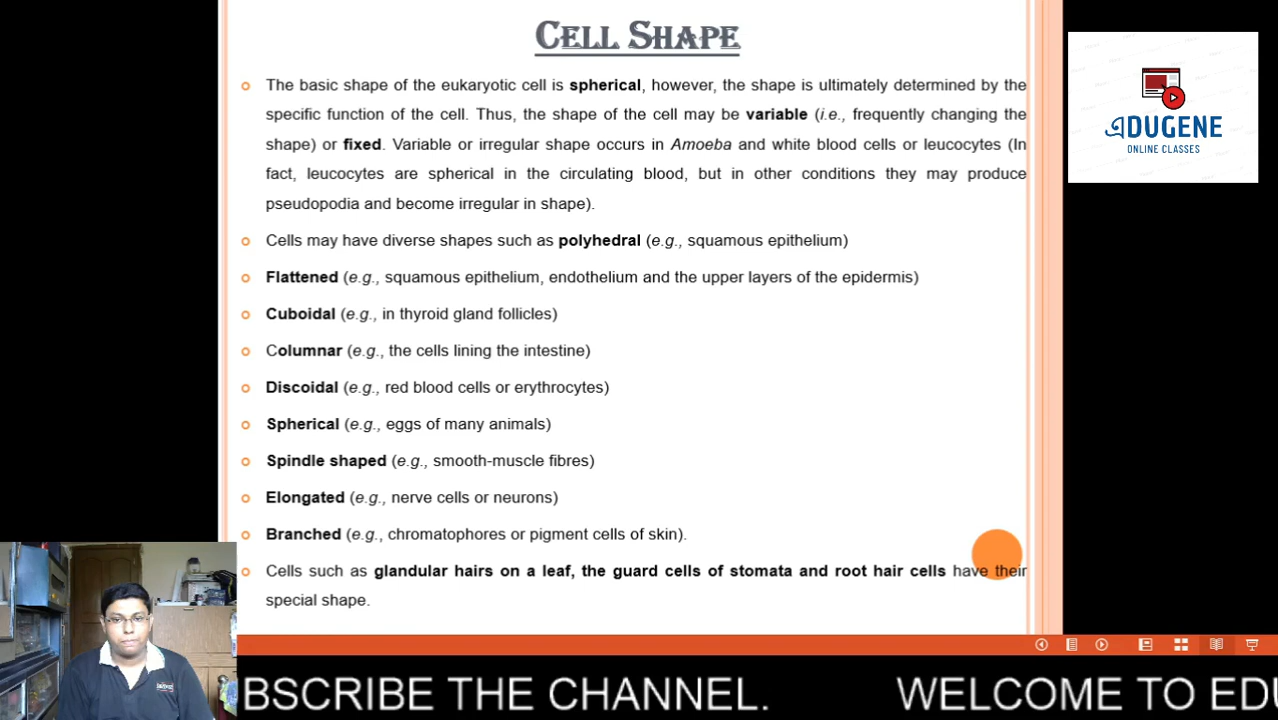 CELL SHAPE
The basic shape of the eukaryotic cell is spherical, however, the shape is ultimately determined by the
specific function of the cell. Thus, the shape of the cell may be variable (i.e., frequently changing the
shape) or fixed. Variable or irregular shape occurs in Amoeba and white blood cells or leucocytes (In
fact, leucocytes are spherical in the circulating blood, but in other conditions they may produce
pseudopodia and become irregular in shape).
Cells may have diverse shapes such as polyhedral (e.g., squamous epithelium)
Flattened (e.g., squamous epithelium, endothelium and the upper layers of the epidermis)
Cuboidal (e.g., in thyroid gland follicles)
Columnar (e.g., the cells lining the intestine)
Discoidal (e.g., red blood cells or erythrocytes)
Spherical (e.g., eggs of many animals)
Spindle shaped (e.g., smooth-muscle fibres)
Elongated (e.g., nerve cells or neurons)
Branched (e.g., chromatophores or pigment cells of skin).
Cells such as glandular hairs on a leaf, the guard cells of stomata and root hair cells have their
special shape.
aDUGENE
ONLINE CLASSES
BSCRIBE THE CHANNEL. WELCOME TO EDU